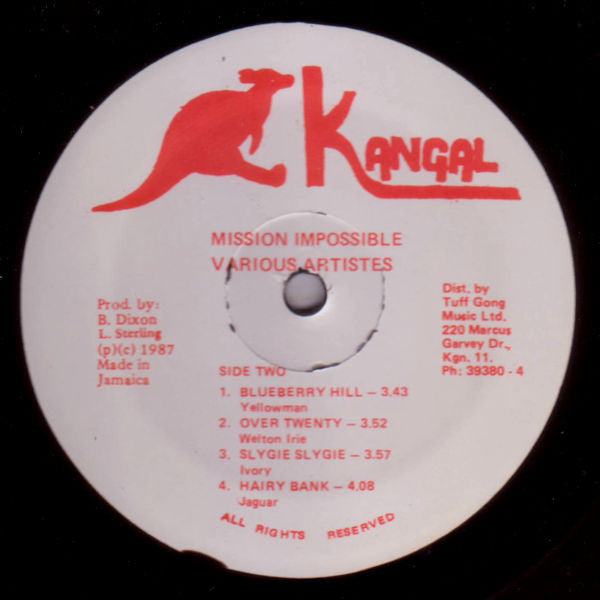 KANGAL
MISSION IMPOSSIBLE
VARIOUS ARTISTES
Prod. by:
B. Dixon
L. Sterling
(p)(c) 1987
Made in
Jamaica
Dist. by
Tuff Gong
Music Ltd.
220 Marcus
Garvey Dr.,
Kgn. 11.
Ph: 39380 - 4
SIDE TWO
1. BLUEBERRY HILL – 3.43
Yellowman
2. OVER TWENTY – 3.52
Welton Irie
3. SLYGIE SLYGIE – 3.57
Ivory
4. HAIRY BANK – 4.08
Jaguar
ALL RIGHTS RESERVED